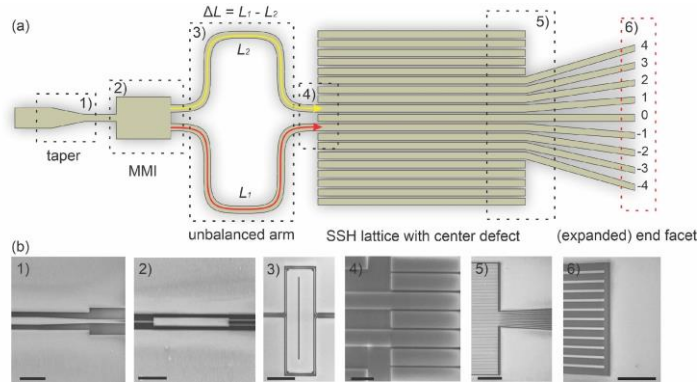 (a)
ΔL = L₁ - L₂
3)
5)
6)
L₂
4
3
2
1
0
-1
-2
-3
-4
1)
2)
4)
taper
MMI
L₁
unbalanced arm
SSH lattice with center defect
(expanded) end facet
(b)
1)
2)
3)
4)
5)
6)